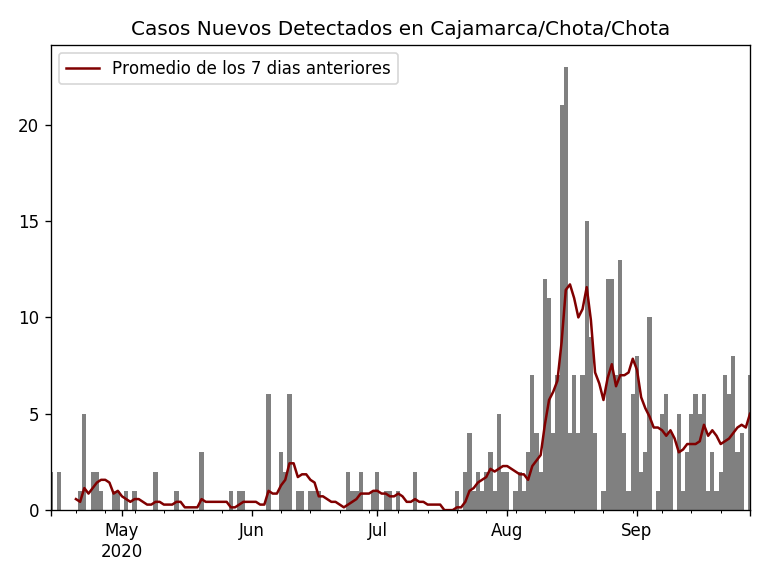 Casos Nuevos Detectados en Cajamarca/Chota/Chota
Promedio de los 7 dias anteriores
20
15
10
5
0
May Jun Jul Aug Sep
2020